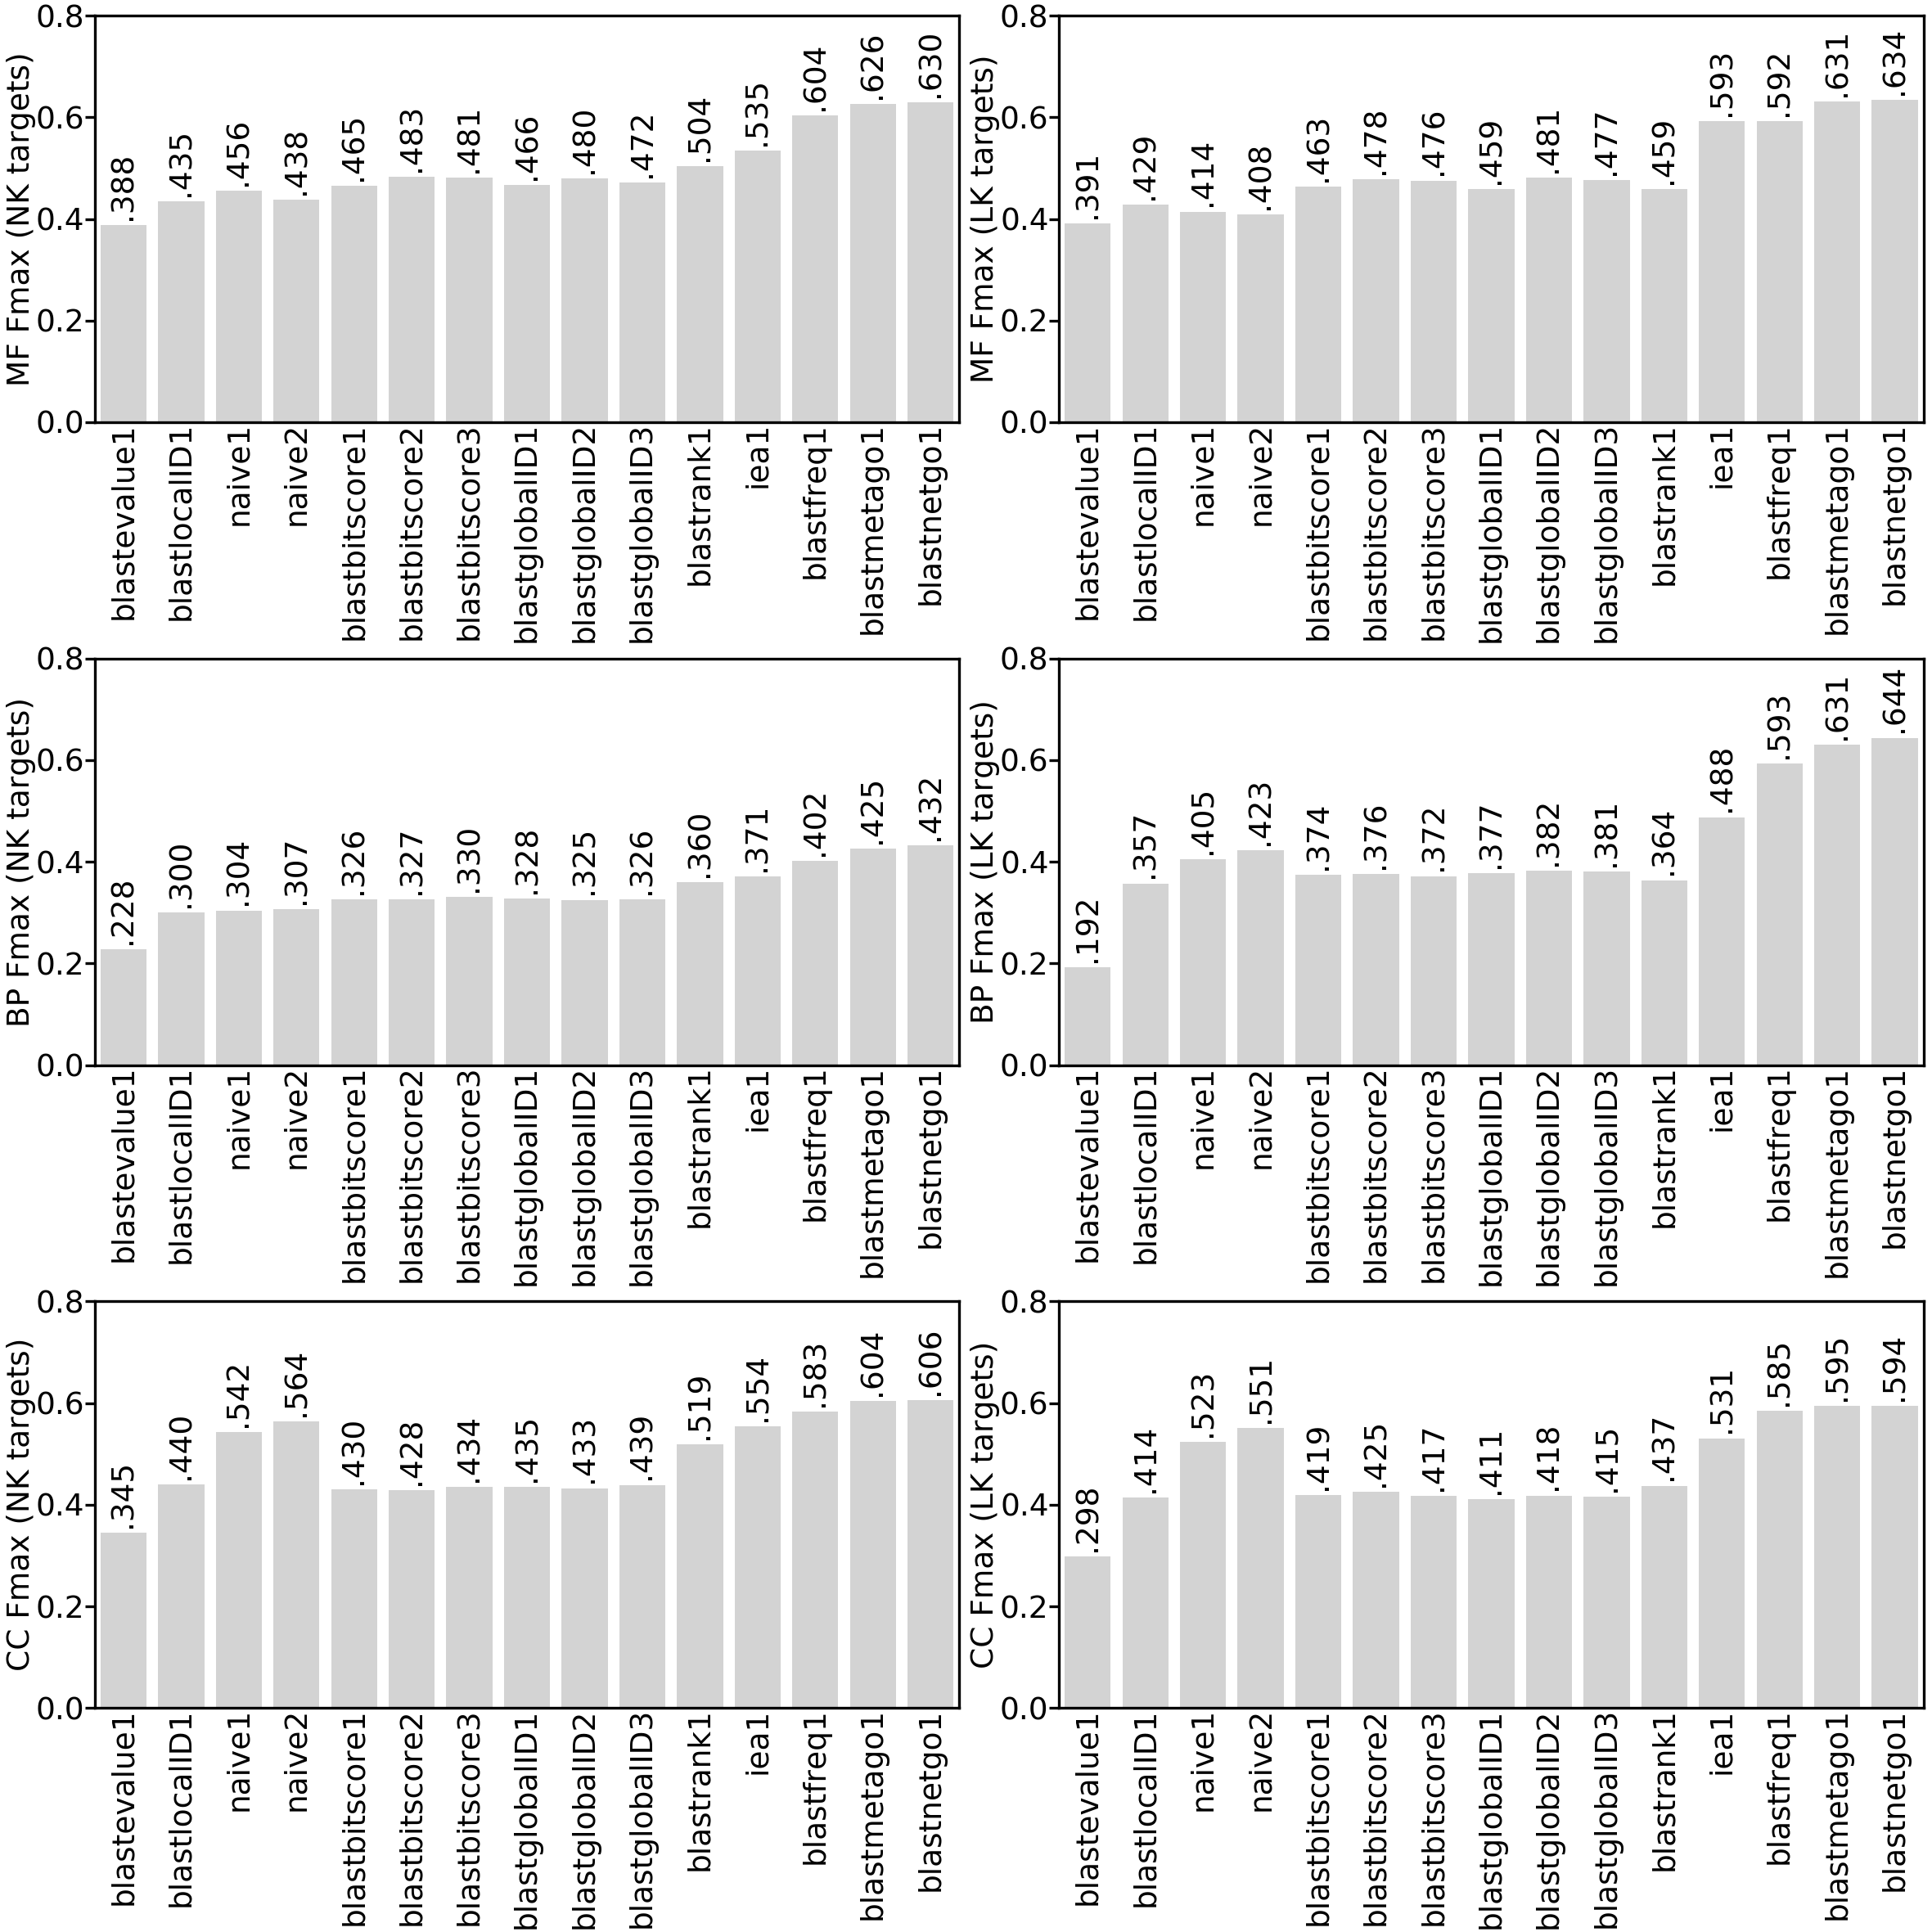 MF Fmax (NK targets)
0.8
0.6
0.4
0.2
0.0
.388
.435
.456
.438
.465
.483
.481
.466
.480
.472
.504
.535
.604
.626
.630
blastevalue1
blastlocalID1
naive1
naive2
blastbitscore1
blastbitscore2
blastbitscore3
blastglobalID1
blastglobalID2
blastglobalID3
blastrank1
iea1
blastfreq1
blastmetago1
blastnetgo1
MF Fmax (LK targets)
0.8
0.6
0.4
0.2
0.0
.391
.429
.414
.408
.463
.478
.476
.459
.481
.477
.459
.593
.592
.631
.634
blastevalue1
blastlocalID1
naive1
naive2
blastbitscore1
blastbitscore2
blastbitscore3
blastglobalID1
blastglobalID2
blastglobalID3
blastrank1
iea1
blastfreq1
blastmetago1
blastnetgo1
BP Fmax (NK targets)
0.8
0.6
0.4
0.2
0.0
.228
.300
.304
.307
.326
.327
.330
.328
.325
.326
.360
.371
.402
.425
.432
blastevalue1
blastlocalID1
naive1
naive2
blastbitscore1
blastbitscore2
blastbitscore3
blastglobalID1
blastglobalID2
blastglobalID3
blastrank1
iea1
blastfreq1
blastmetago1
blastnetgo1
BP Fmax (LK targets)
0.8
0.6
0.4
0.2
0.0
.192
.357
.405
.423
.374
.376
.372
.377
.382
.381
.364
.488
.593
.631
.644
blastevalue1
blastlocalID1
naive1
naive2
blastbitscore1
blastbitscore2
blastbitscore3
blastglobalID1
blastglobalID2
blastglobalID3
blastrank1
iea1
blastfreq1
blastmetago1
blastnetgo1
CC Fmax (NK targets)
0.8
0.6
0.4
0.2
0.0
.345
.440
.542
.564
.430
.428
.434
.435
.433
.439
.519
.554
.583
.604
.606
blastevalue1
blastlocalID1
naive1
naive2
blastbitscore1
blastbitscore2
blastbitscore3
blastglobalID1
blastglobalID2
blastglobalID3
blastrank1
iea1
blastfreq1
blastmetago1
blastnetgo1
CC Fmax (LK targets)
0.8
0.6
0.4
0.2
0.0
.298
.414
.523
.551
.419
.425
.417
.411
.418
.415
.437
.531
.585
.595
.594
blastevalue1
blastlocalID1
naive1
naive2
blastbitscore1
blastbitscore2
blastbitscore3
blastglobalID1
blastglobalID2
blastglobalID3
blastrank1
iea1
blastfreq1
blastmetago1
blastnetgo1